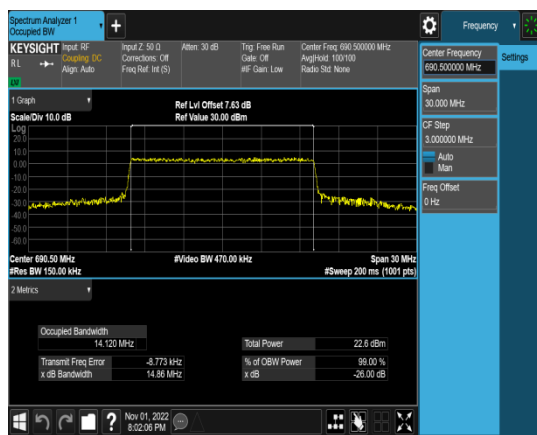 Spectrum Analyzer 1
Occupied BW
Frequency
KEYSIGHT
RL
Input: RF
Coupling: DC
Align: Auto
Input Z: 50 Ω
Corrections: Off
Freq Ref: Int (S)
Atten: 30 dB
Trig: Free Run
Gate: Off
#IF Gain: Low
Center Freq: 690.500000 MHz
Avg|Hold: 100/100
Radio Std: None
1 Graph
Scale/Div 10.0 dB
Ref Lvl Offset 7.63 dB
Ref Value 30.00 dBm
Log
20.0
10.0
0.00
-10.0
-20.0
-30.0
-40.0
-50.0
-60.0
Center 690.50 MHz
#Res BW 150.00 kHz
#Video BW 470.00 kHz
Span 30 MHz
#Sweep 200 ms (1001 pts)
2 Metrics
Occupied Bandwidth
14.120 MHz
Total Power 22.6 dBm
Transmit Freq Error -8.773 kHz
% of OBW Power 99.00 %
x dB Bandwidth 14.86 MHz
x dB -26.00 dB
Nov 01, 2022
8:02:06 PM
Center Frequency
690.500000 MHz
Settings
Span
30.000 MHz
CF Step
3.000000 MHz
Auto
Man
Freq Offset
0 Hz